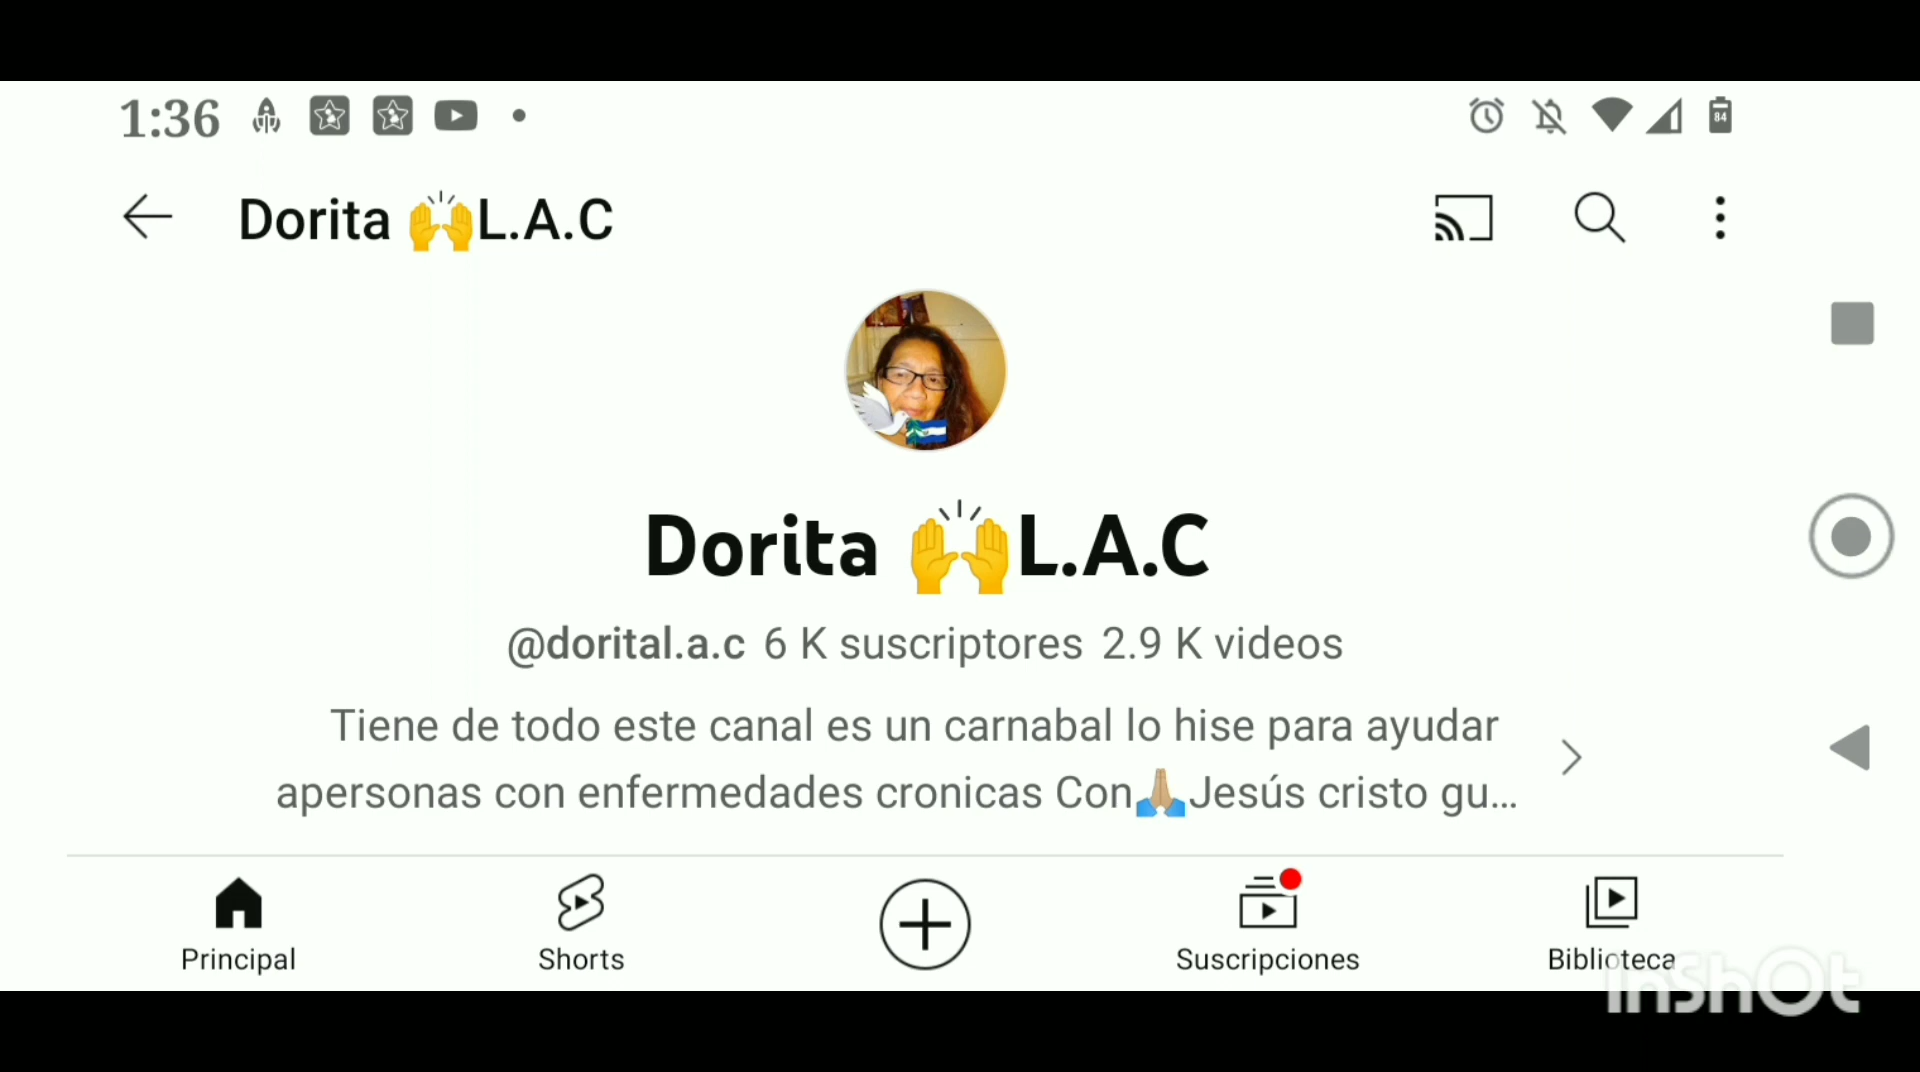 1:36
84
Dorita 🙌L.A.C
Dorita 🙌L.A.C
@dorital.a.c 6 K suscriptores 2.9 K videos
Tiene de todo este canal es un carnabal lo hise para ayudar
apersonas con enfermedades cronicas Con🙏🏼Jesús cristo gu...
Principal
Shorts
Suscripciones
Biblioteca
InShOt